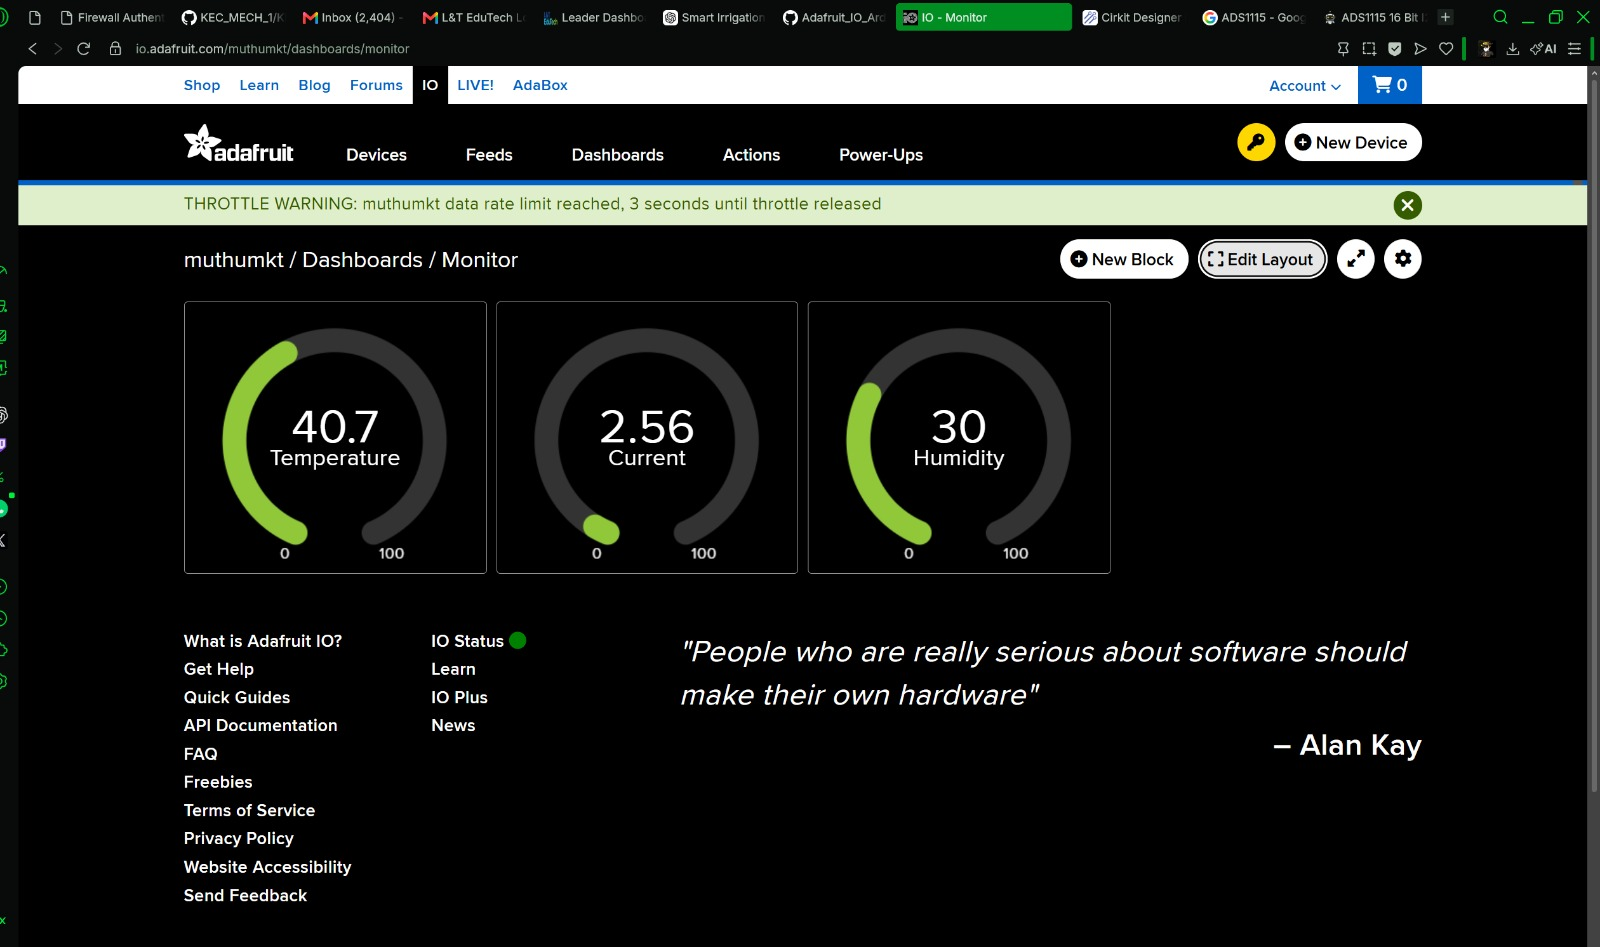 Firewall Authent
KEC_MECH_1/K
Inbox (2,404) -
L&T EduTech L
Leader Dashbo
Smart Irrigation
Adafruit_IO_Ard
IO - Monitor
Cirkit Designer
ADS1115 - Goog
ADS1115 16 Bit I
io.adafruit.com/muthumkt/dashboards/monitor
AI
Shop Learn Blog Forums IO LIVE! AdaBox
Account
0
adafruit
Devices Feeds Dashboards Actions Power-Ups
New Device
THROTTLE WARNING: muthumkt data rate limit reached, 3 seconds until throttle released
muthumkt / Dashboards / Monitor
New Block
Edit Layout
40.7
Temperature
0 100
2.56
Current
0 100
30
Humidity
0 100
What is Adafruit IO?
Get Help
Quick Guides
API Documentation
FAQ
Freebies
Terms of Service
Privacy Policy
Website Accessibility
Send Feedback
IO Status
Learn
IO Plus
News
"People who are really serious about software should
make their own hardware"
– Alan Kay